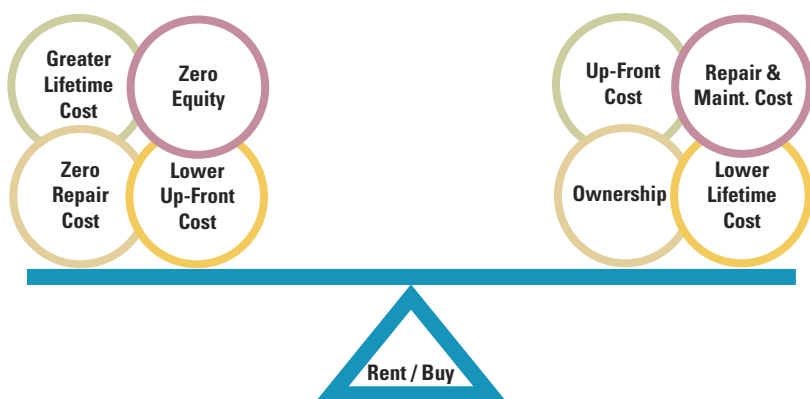 Greater
Lifetime
Cost
Zero
Equity
Zero
Repair
Cost
Lower
Up-Front
Cost
Up-Front
Cost
Repair &
Maint. Cost
Ownership
Lower
Lifetime
Cost
Rent / Buy